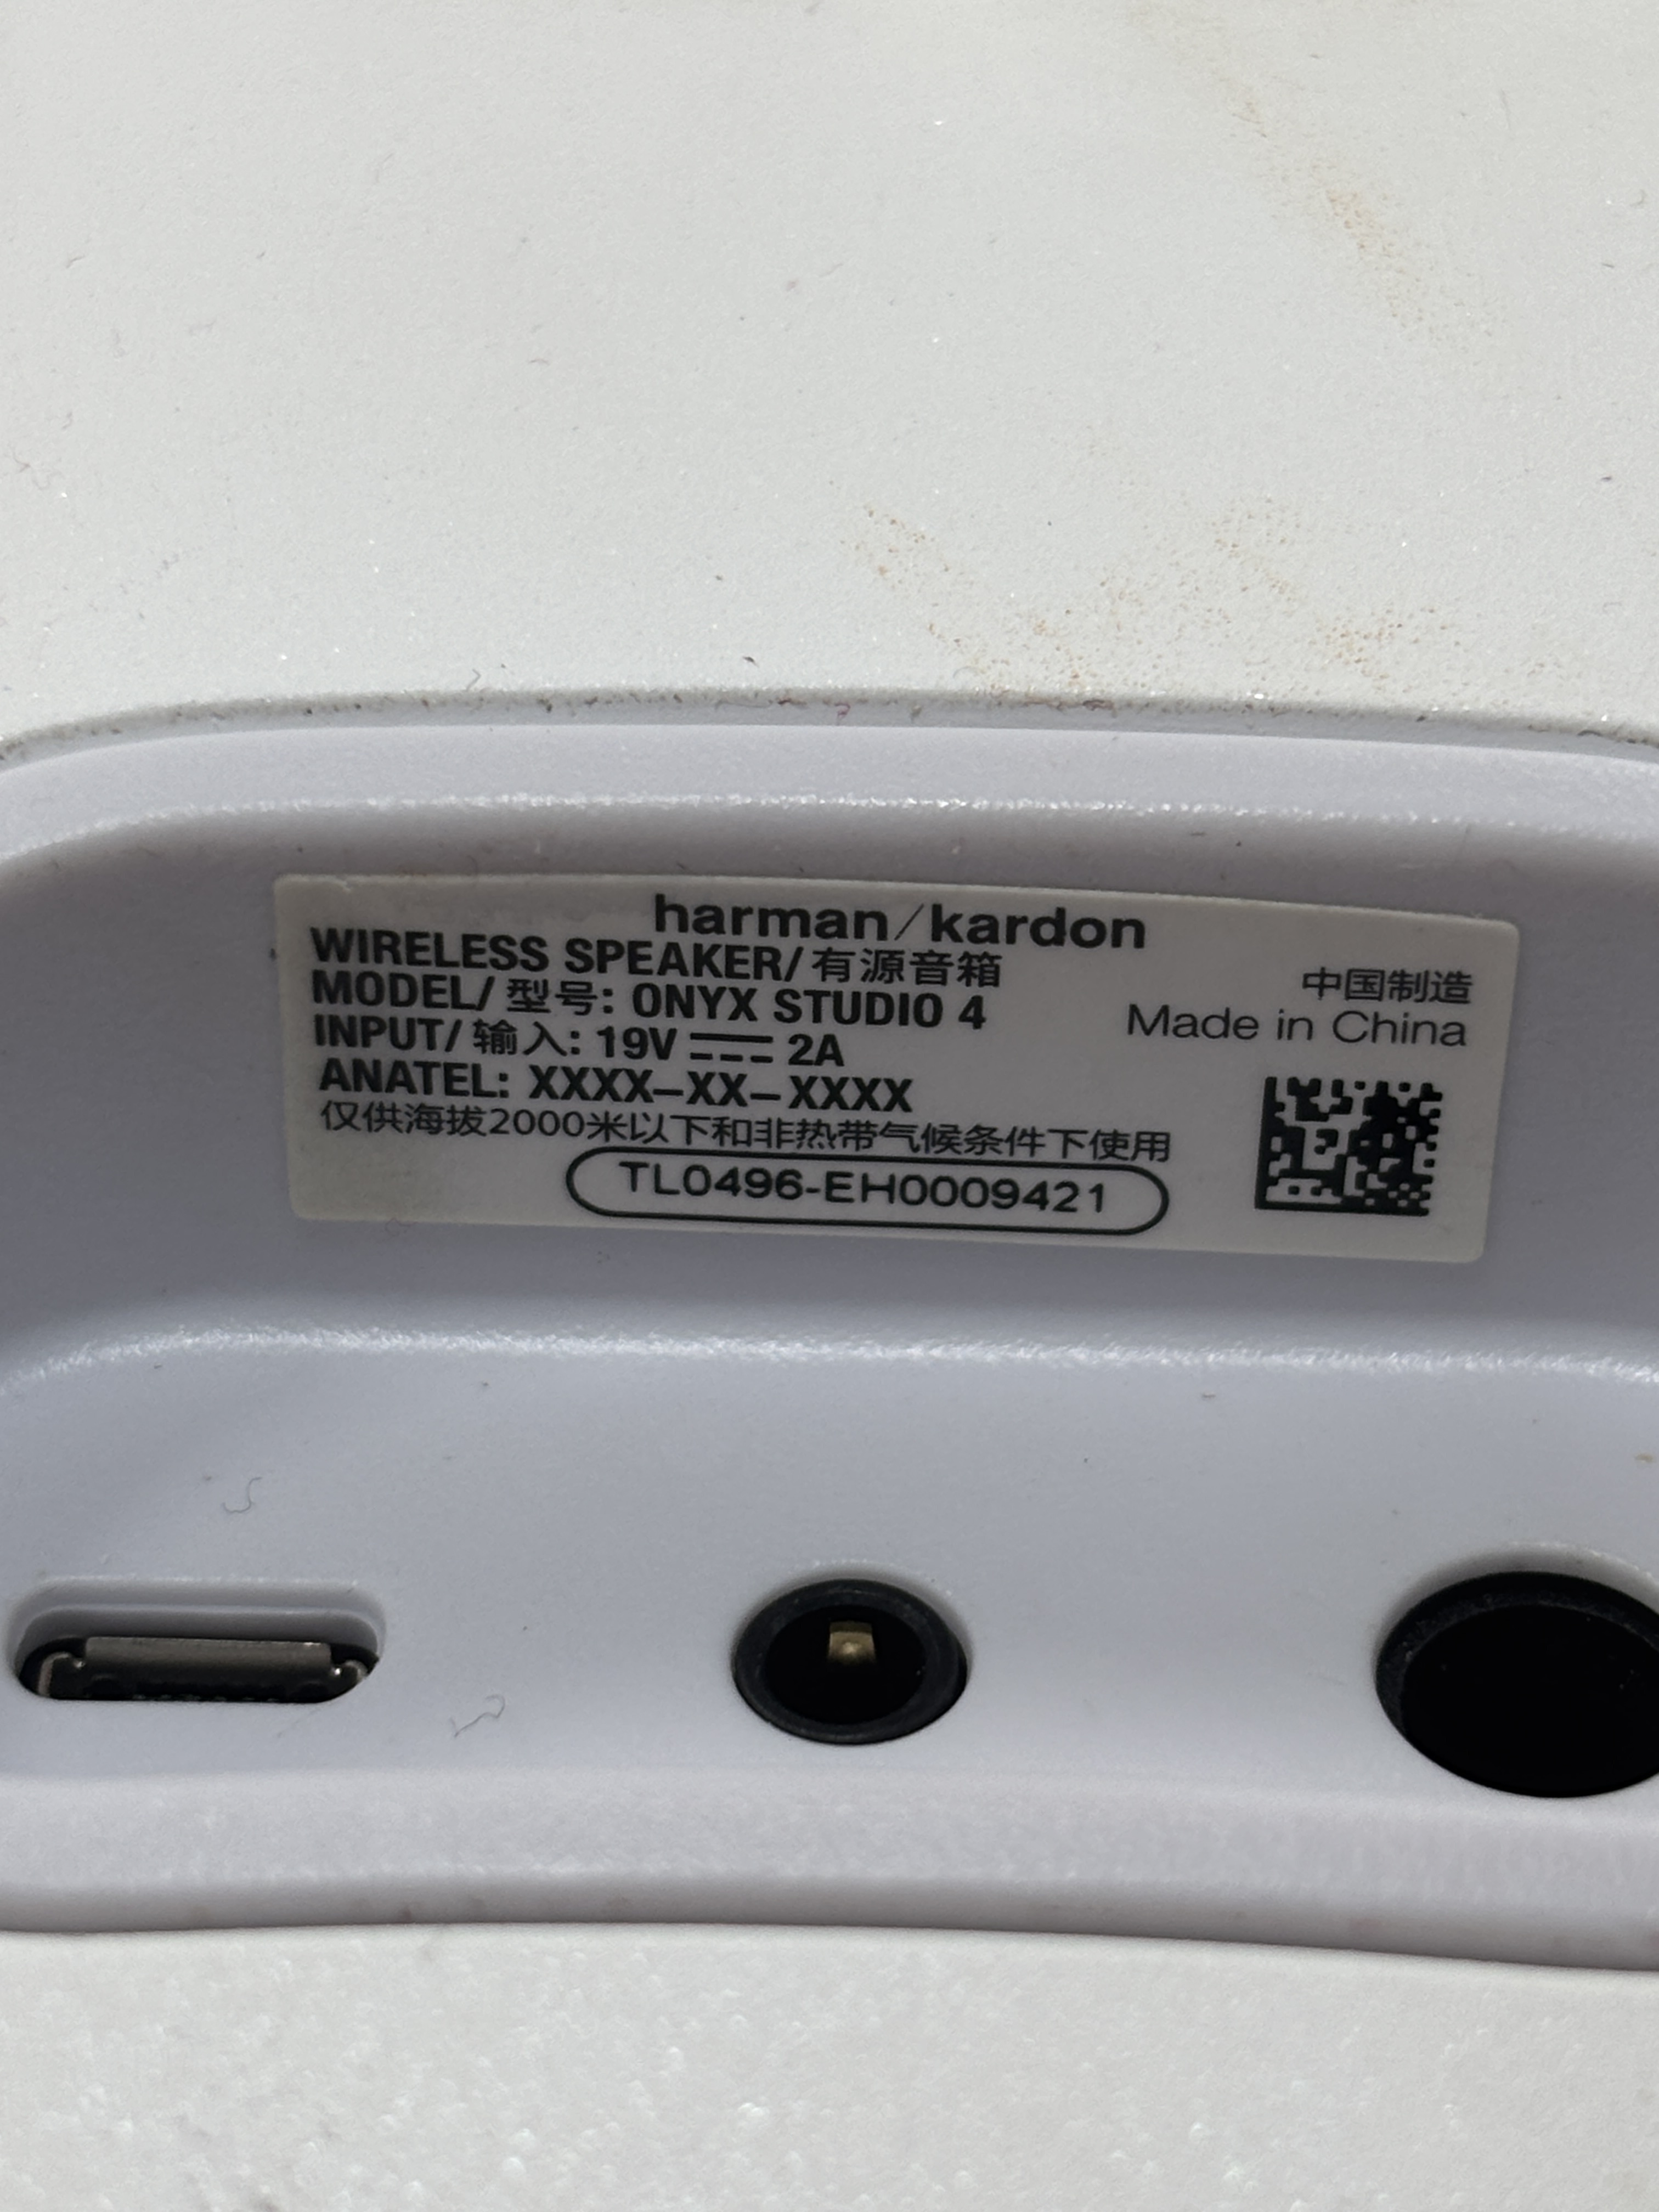 harman/kardon
WIRELESS SPEAKER/有源音箱
MODEL/型号: ONYX STUDIO 4
INPUT/输入: 19V 2A
ANATEL: XXXX-XX-XXXX
仅供海拔2000米以下和非热带气候条件下使用
TL0496-EH0009421
中国制造
Made in China